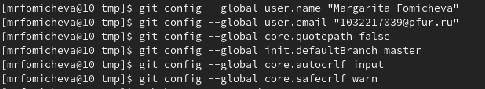 [mrfomicheva@10 tmp]$ git config --global user.name "Margarita Fomicheva"
[mrfomicheva@10 tmp]$ git config --global user.email "1032217039@pfur.ru"
[mrfomicheva@10 tmp]$ git config --global core.quotepath false
[mrfomicheva@10 tmp]$ git config --global init.defaultBranch master
[mrfomicheva@10 tmp]$ git config --global core.autocrlf input
[mrfomicheva@10 tmp]$ git config --global core.safecrlf warn